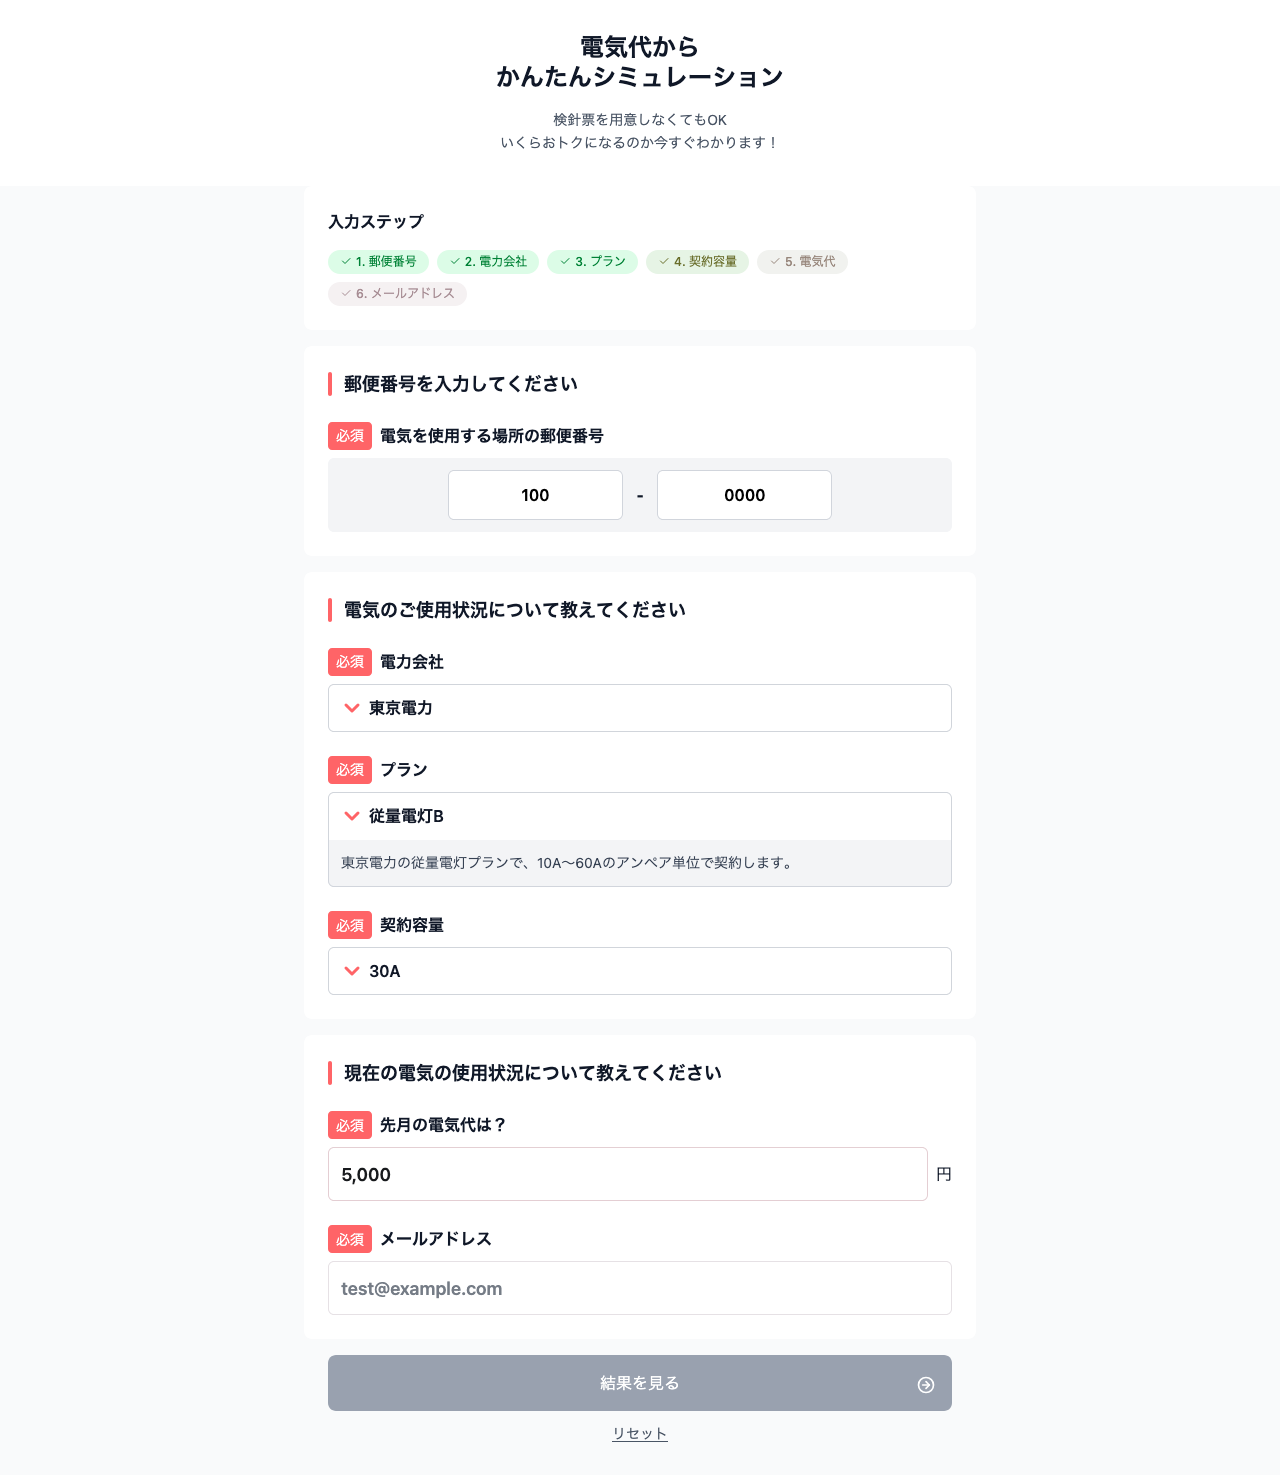 電気代から
かんたんシミュレーション
検針票を用意しなくてもOK
いくらおトクになるのか今すぐわかります！
入力ステップ
1. 郵便番号
2. 電力会社
3. プラン
4. 契約容量
5. 電気代
6. メールアドレス
郵便番号を入力してください
必須 電気を使用する場所の郵便番号
100 - 0000
電気のご使用状況について教えてください
必須 電力会社
東京電力
必須 プラン
従量電灯B
東京電力の従量電灯プランで、10A〜60Aのアンペア単位で契約します。
必須 契約容量
30A
現在の電気の使用状況について教えてください
必須 先月の電気代は？
5,000 円
必須 メールアドレス
test@example.com
結果を見る
リセット